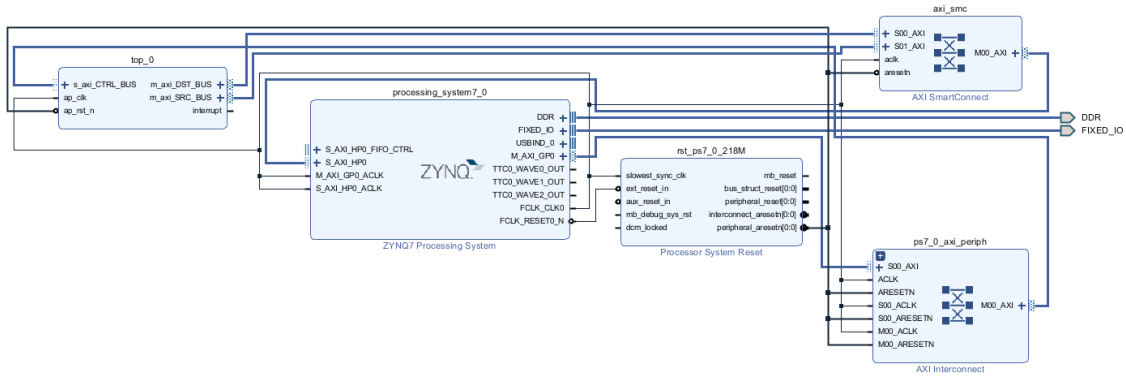 top_0
s_axi_CTRL_BUS
ap_clk
ap_rst_n
m_axi_DST_BUS
m_axi_SRC_BUS
interrupt
processing_system7_0
S_AXI_HP0_FIFO_CTRL
S_AXI_HP0
M_AXI_GP0_ACLK
S_AXI_HP0_ACLK
ZYNQ
DDR
FIXED_IO
USBIND_0
M_AXI_GP0
TTC0_WAVE0_OUT
TTC0_WAVE1_OUT
TTC0_WAVE2_OUT
FCLK_CLK0
FCLK_RESET0_N
ZYNQ7 Processing System
rst_ps7_0_218M
slowest_sync_clk
ext_reset_in
aux_reset_in
mb_debug_sys_rst
dcm_locked
mb_reset
bus_struct_reset[0:0]
peripheral_reset[0:0]
interconnect_aresetn[0:0]
peripheral_aresetn[0:0]
Processor System Reset
axi_smc
S00_AXI
S01_AXI
aclk
aresetn
M00_AXI
AXI SmartConnect
DDR
FIXED_IO
ps7_0_axi_periph
S00_AXI
ACLK
ARESETN
S00_ACLK
S00_ARESETN
M00_ACLK
M00_ARESETN
M00_AXI
AXI Interconnect